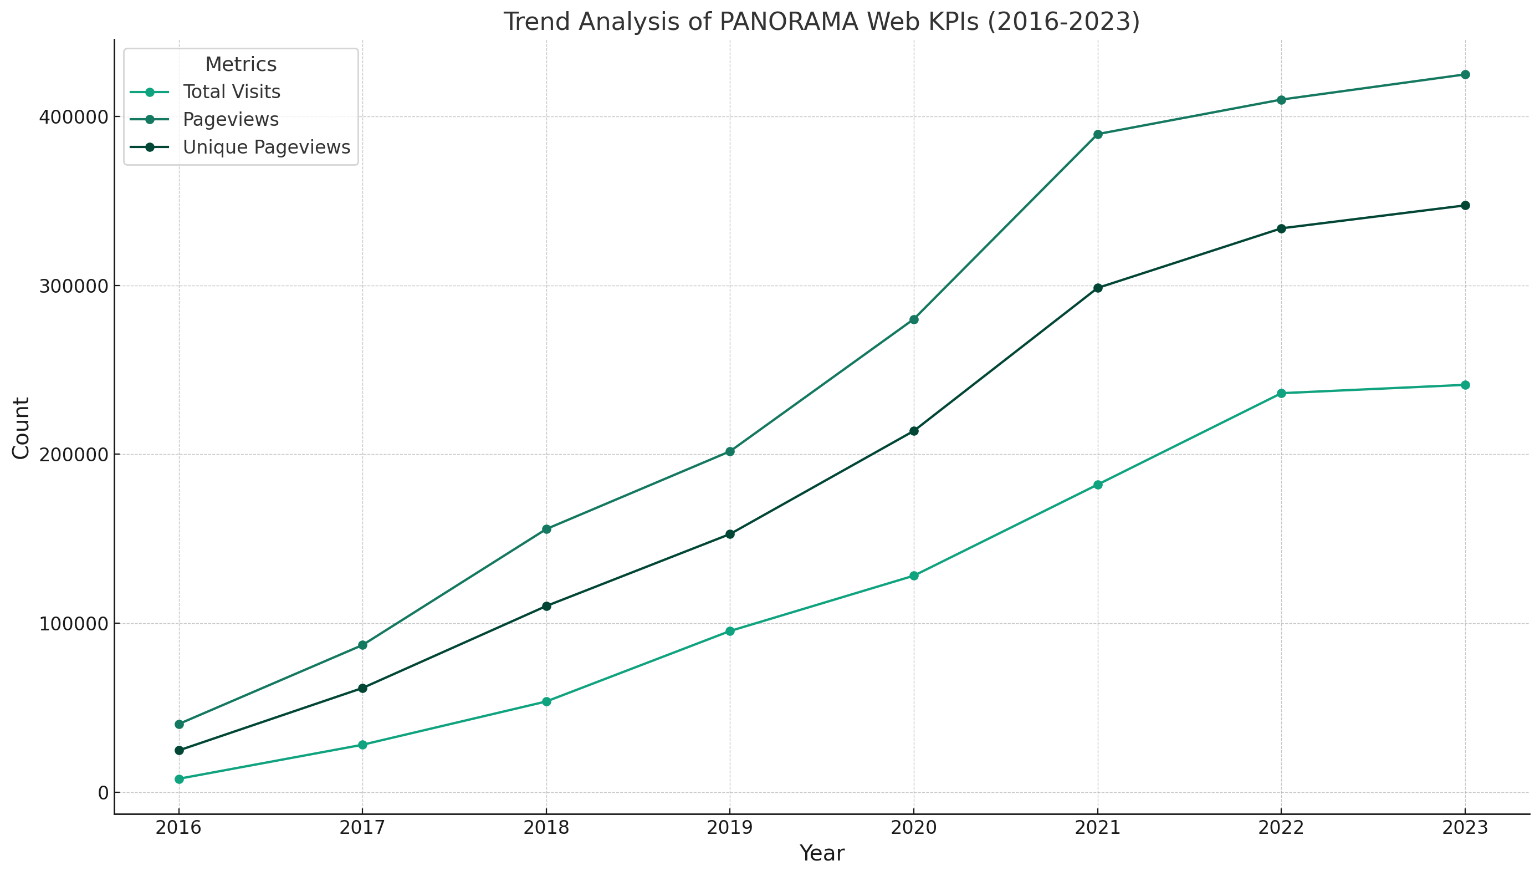 Trend Analysis of PANORAMA Web KPIs (2016-2023)
Metrics
Total Visits
Pageviews
Unique Pageviews
400000
300000
200000
100000
0
Count
2016 2017 2018 2019 2020 2021 2022 2023
Year